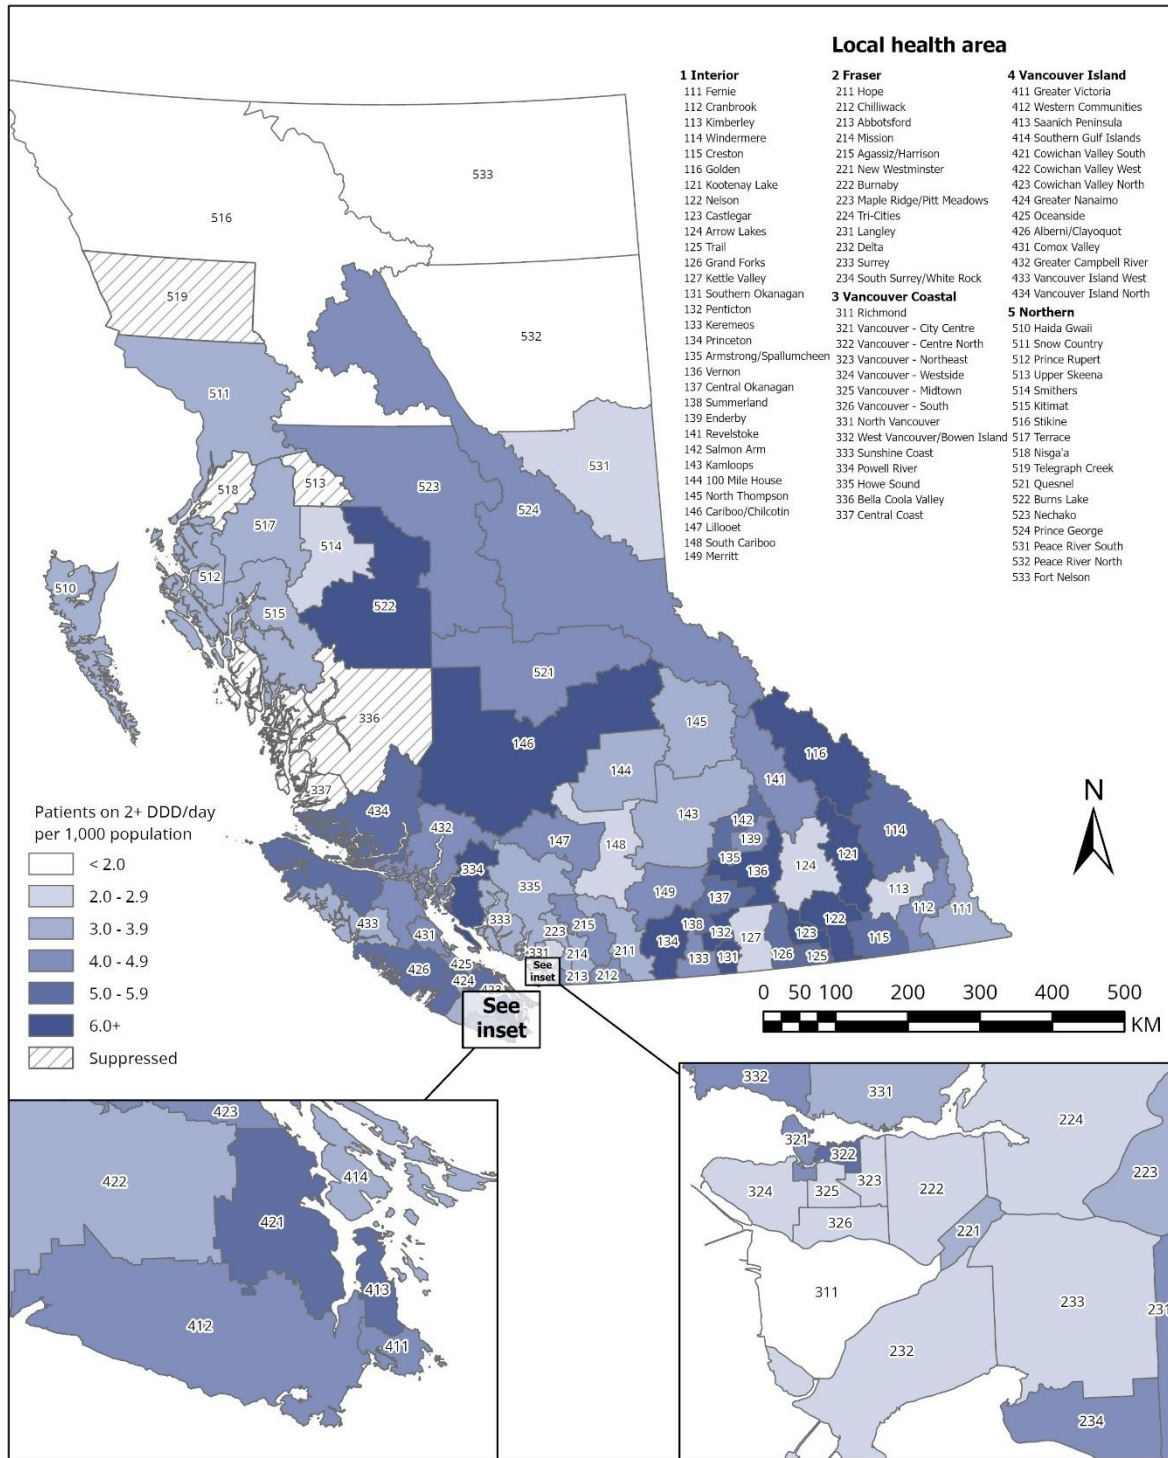 Local health area
1 Interior
111 Fernie
112 Cranbrook
113 Kimberley
114 Windermere
115 Creston
116 Golden
121 Kootenay Lake
122 Nelson
123 Castlegar
124 Arrow Lakes
125 Trail
126 Grand Forks
127 Kettle Valley
131 Southern Okanagan
132 Penticton
133 Keremeos
134 Princeton
135 Armstrong/Spallumcheen
136 Vernon
137 Central Okanagan
138 Summerland
139 Enderby
141 Revelstoke
142 Salmon Arm
143 Kamloops
144 100 Mile House
145 North Thompson
146 Cariboo/Chilcotin
147 Lillooet
148 South Cariboo
149 Merritt
2 Fraser
211 Hope
212 Chilliwack
213 Abbotsford
214 Mission
215 Agassiz/Harrison
221 New Westminster
222 Burnaby
223 Maple Ridge/Pitt Meadows
224 Tri-Cities
231 Langley
232 Delta
233 Surrey
234 South Surrey/White Rock
3 Vancouver Coastal
311 Richmond
321 Vancouver - City Centre
322 Vancouver - Centre North
323 Vancouver - Northeast
324 Vancouver - Westside
325 Vancouver - Midtown
326 Vancouver - South
331 North Vancouver
332 West Vancouver/Bowen Island
333 Sunshine Coast
334 Powell River
335 Howe Sound
336 Bella Coola Valley
337 Central Coast
4 Vancouver Island
411 Greater Victoria
412 Western Communities
413 Saanich Peninsula
414 Southern Gulf Islands
421 Cowichan Valley South
422 Cowichan Valley West
423 Cowichan Valley North
424 Greater Nanaimo
425 Oceanside
426 Alberni/Clayoquot
431 Comox Valley
432 Greater Campbell River
433 Vancouver Island West
434 Vancouver Island North
5 Northern
510 Haida Gwaii
511 Snow Country
512 Prince Rupert
513 Upper Skeena
514 Smithers
515 Kitimat
516 Stikine
517 Terrace
518 Nisga'a
519 Telegraph Creek
521 Quesnel
522 Burns Lake
523 Nechako
524 Prince George
531 Peace River South
532 Peace River North
533 Fort Nelson
533
516
519
532
511
531
518
513
523
524
517
514
512
510
522
515
521
336
146
145
116
144
141
337
434
432
143
142
139
114
334
147
148
135
136
124
121
113
335
149
137
112
111
333
223
215
138
122
433
431
331
214
211
134
132
127
123
115
426
425
133
131
126
125
424
423
213
212
See
inset
See
inset
N
0 50 100 200 300 400 500
KM
Patients on 2+ DDD/day
per 1,000 population
< 2.0
2.0 - 2.9
3.0 - 3.9
4.0 - 4.9
5.0 - 5.9
6.0+
Suppressed
423
422
414
421
413
412
411
332
331
224
321
322
223
324
325
323
222
326
221
311
233
231
232
234